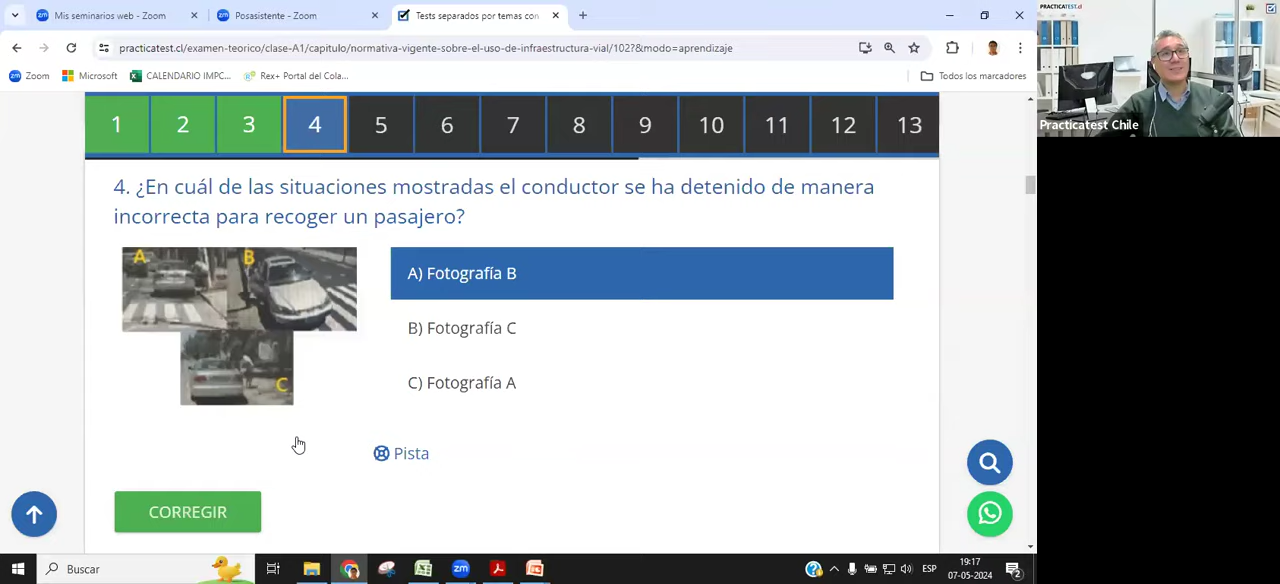 Mis seminarios web - Zoom
Posasistente - Zoom
Tests adaptados por temas con
practicatest.cl/examen-teorico/clase-A1/capitulo/normativa-vigente-sobre-el-uso-de-infraestructura-vial/102?&modo=aprendizaje
Zoom
Microsoft
CALENDARIO IMPC...
Rex+ Portal del Cola...
Todos los marcadores
1 2 3 4 5 6 7 8 9 10 11 12 13
4. ¿En cuál de las situaciones mostradas el conductor se ha detenido de manera
incorrecta para recoger un pasajero?
A
B
C
A) Fotografía B
B) Fotografía C
C) Fotografía A
Pista
CORREGIR
PRACTICATEST.cl
Practicatest Chile
Buscar
ESP
19:17
07-05-2024
2